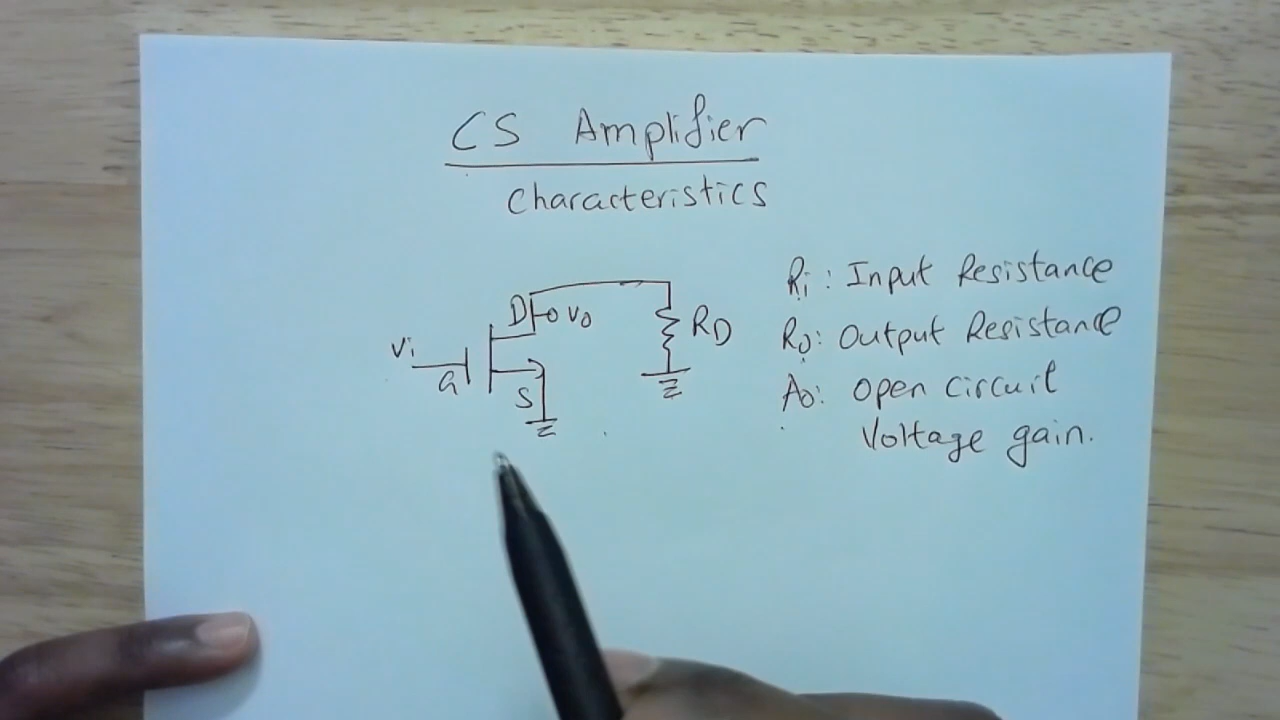 CS Amplifier
Characteristics
Ri: Input Resistance
D Vo
RD
Ro: Output Resistance
Vi
G
S
Ao: Open Circuit
Voltage gain.